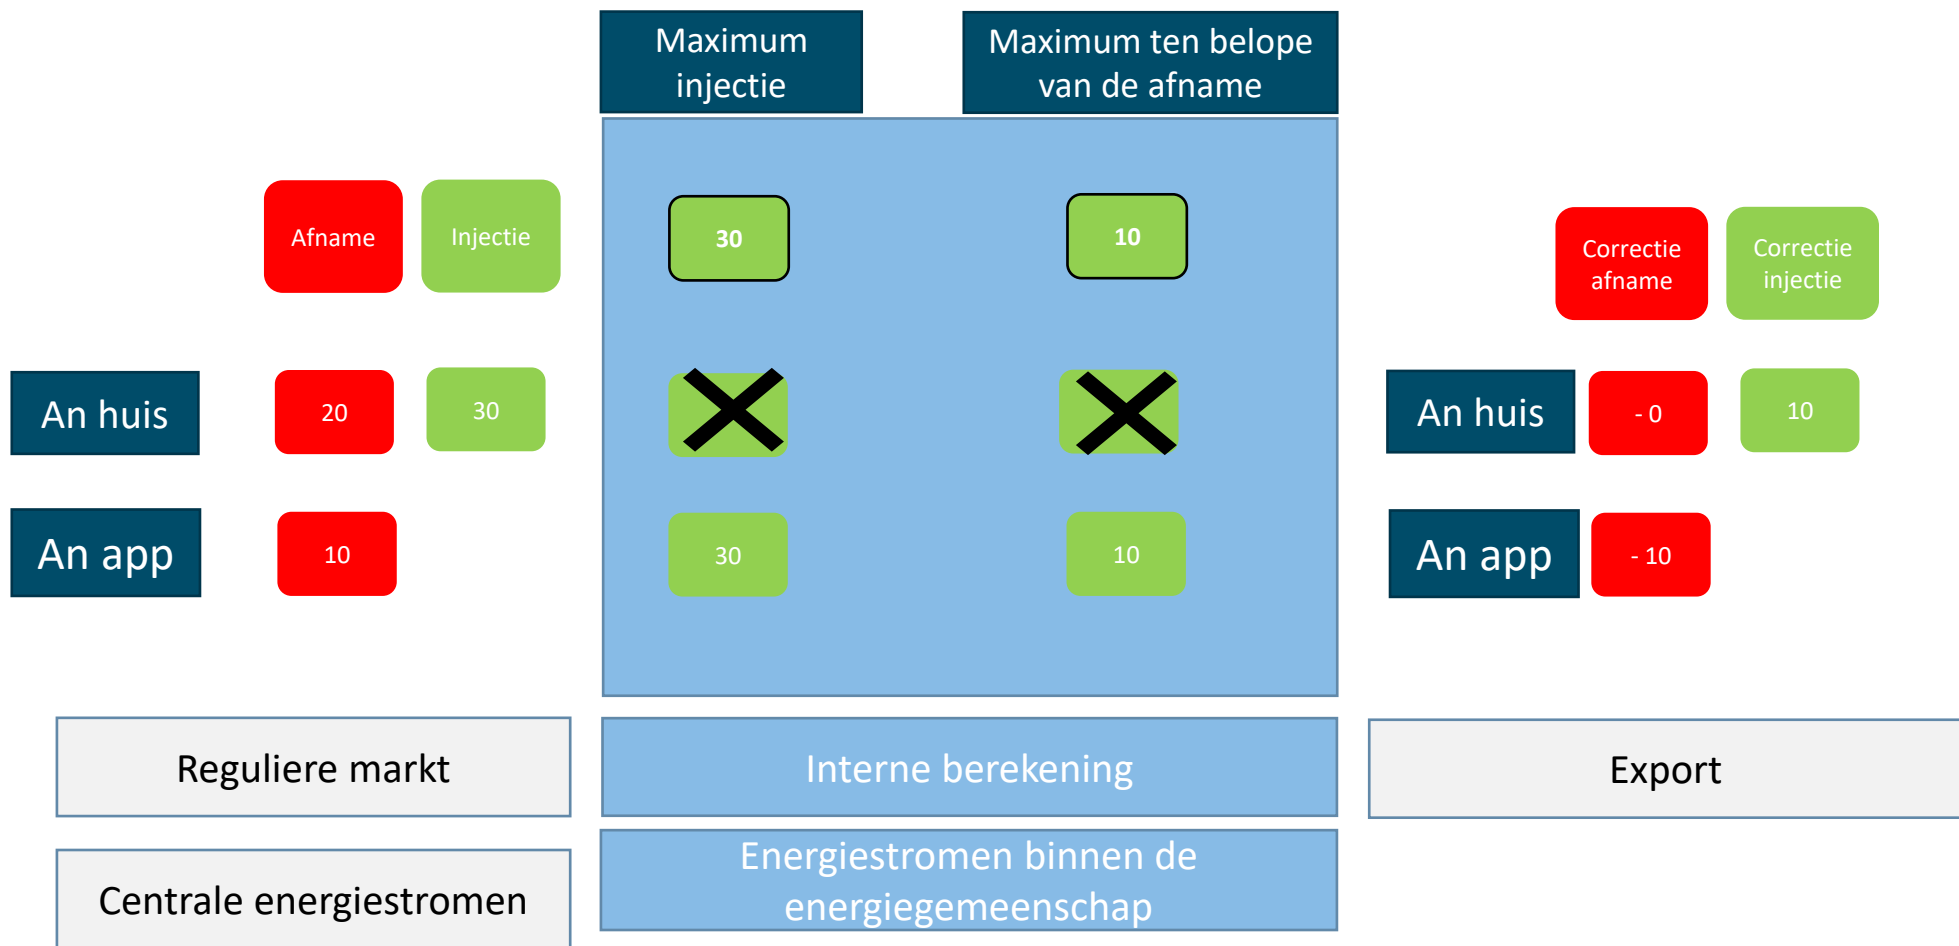 Maximum
injectie
Maximum ten belope
van de afname
Afname
Injectie
30
10
Correctie
afname
Correctie
injectie
An huis
20
30
An huis
- 0
10
An app
10
30
10
An app
- 10
Reguliere markt
Interne berekening
Export
Centrale energiestromen
Energiestromen binnen de
energiegemeenschap